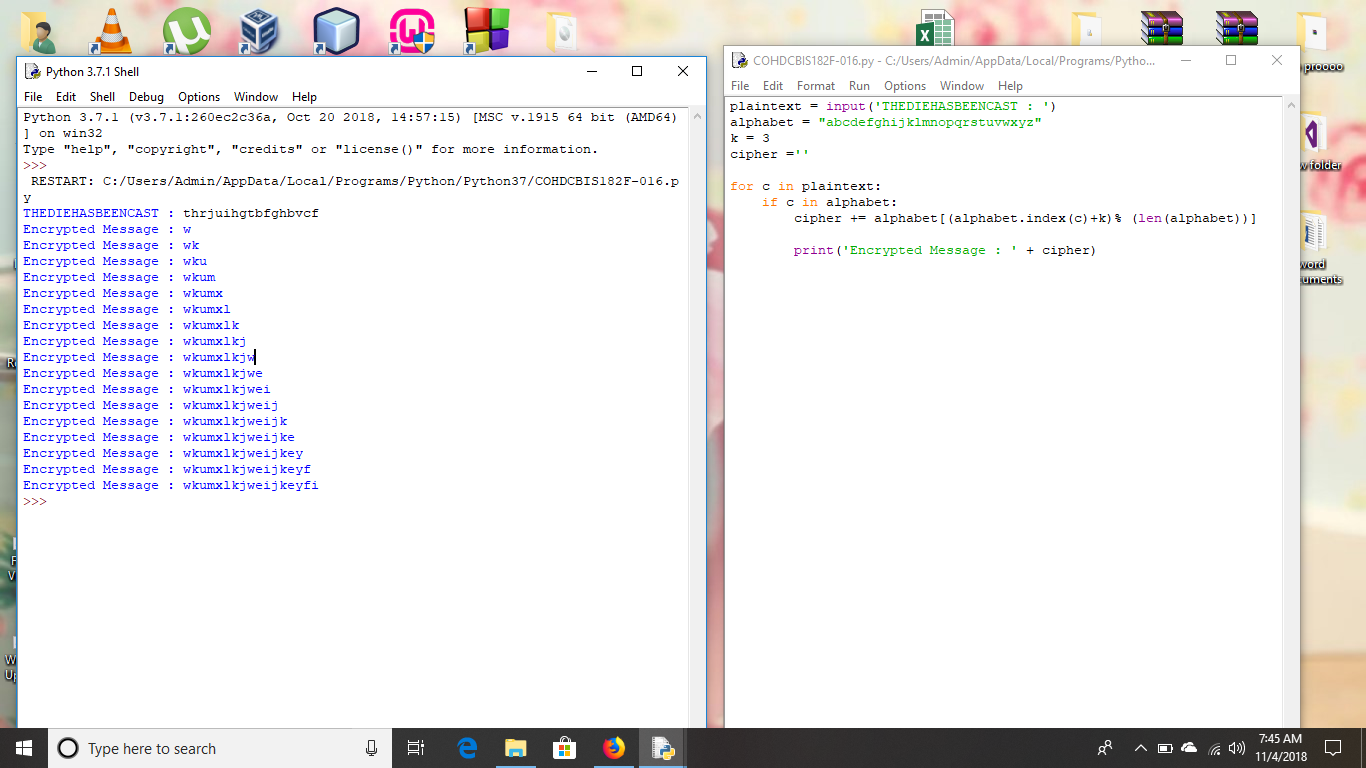 Python 3.7.1 Shell
File Edit Shell Debug Options Window Help
Python 3.7.1 (v3.7.1:260ec2c36a, Oct 20 2018, 14:57:15) [MSC v.1915 64 bit (AMD64)
] on win32
Type "help", "copyright", "credits" or "license()" for more information.
>>>
RESTART: C:/Users/Admin/AppData/Local/Programs/Python/Python37/COHDCBIS182F-016.p
y
THEDIEHASBEENCAST : thrjuihgtbfghbvcf
Encrypted Message : w
Encrypted Message : wk
Encrypted Message : wku
Encrypted Message : wkum
Encrypted Message : wkumx
Encrypted Message : wkumxl
Encrypted Message : wkumxlk
Encrypted Message : wkumxlkj
Encrypted Message : wkumxlkjw
Encrypted Message : wkumxlkjwe
Encrypted Message : wkumxlkjwei
Encrypted Message : wkumxlkjweij
Encrypted Message : wkumxlkjweijk
Encrypted Message : wkumxlkjweijke
Encrypted Message : wkumxlkjweijkey
Encrypted Message : wkumxlkjweijkeyf
Encrypted Message : wkumxlkjweijkeyfi
>>>
COHDCBIS182F-016.py - C:/Users/Admin/AppData/Local/Programs/Pytho...
File Edit Format Run Options Window Help
plaintext = input('THEDIEHASBEENCAST : ')
alphabet = "abcdefghijklmnopqrstuvwxyz"
k = 3
cipher =''
for c in plaintext:
if c in alphabet:
cipher += alphabet[(alphabet.index(c)+k)% (len(alphabet))]
print('Encrypted Message : ' + cipher)
proooo
folder
word
Type here to search
7:45 AM
11/4/2018